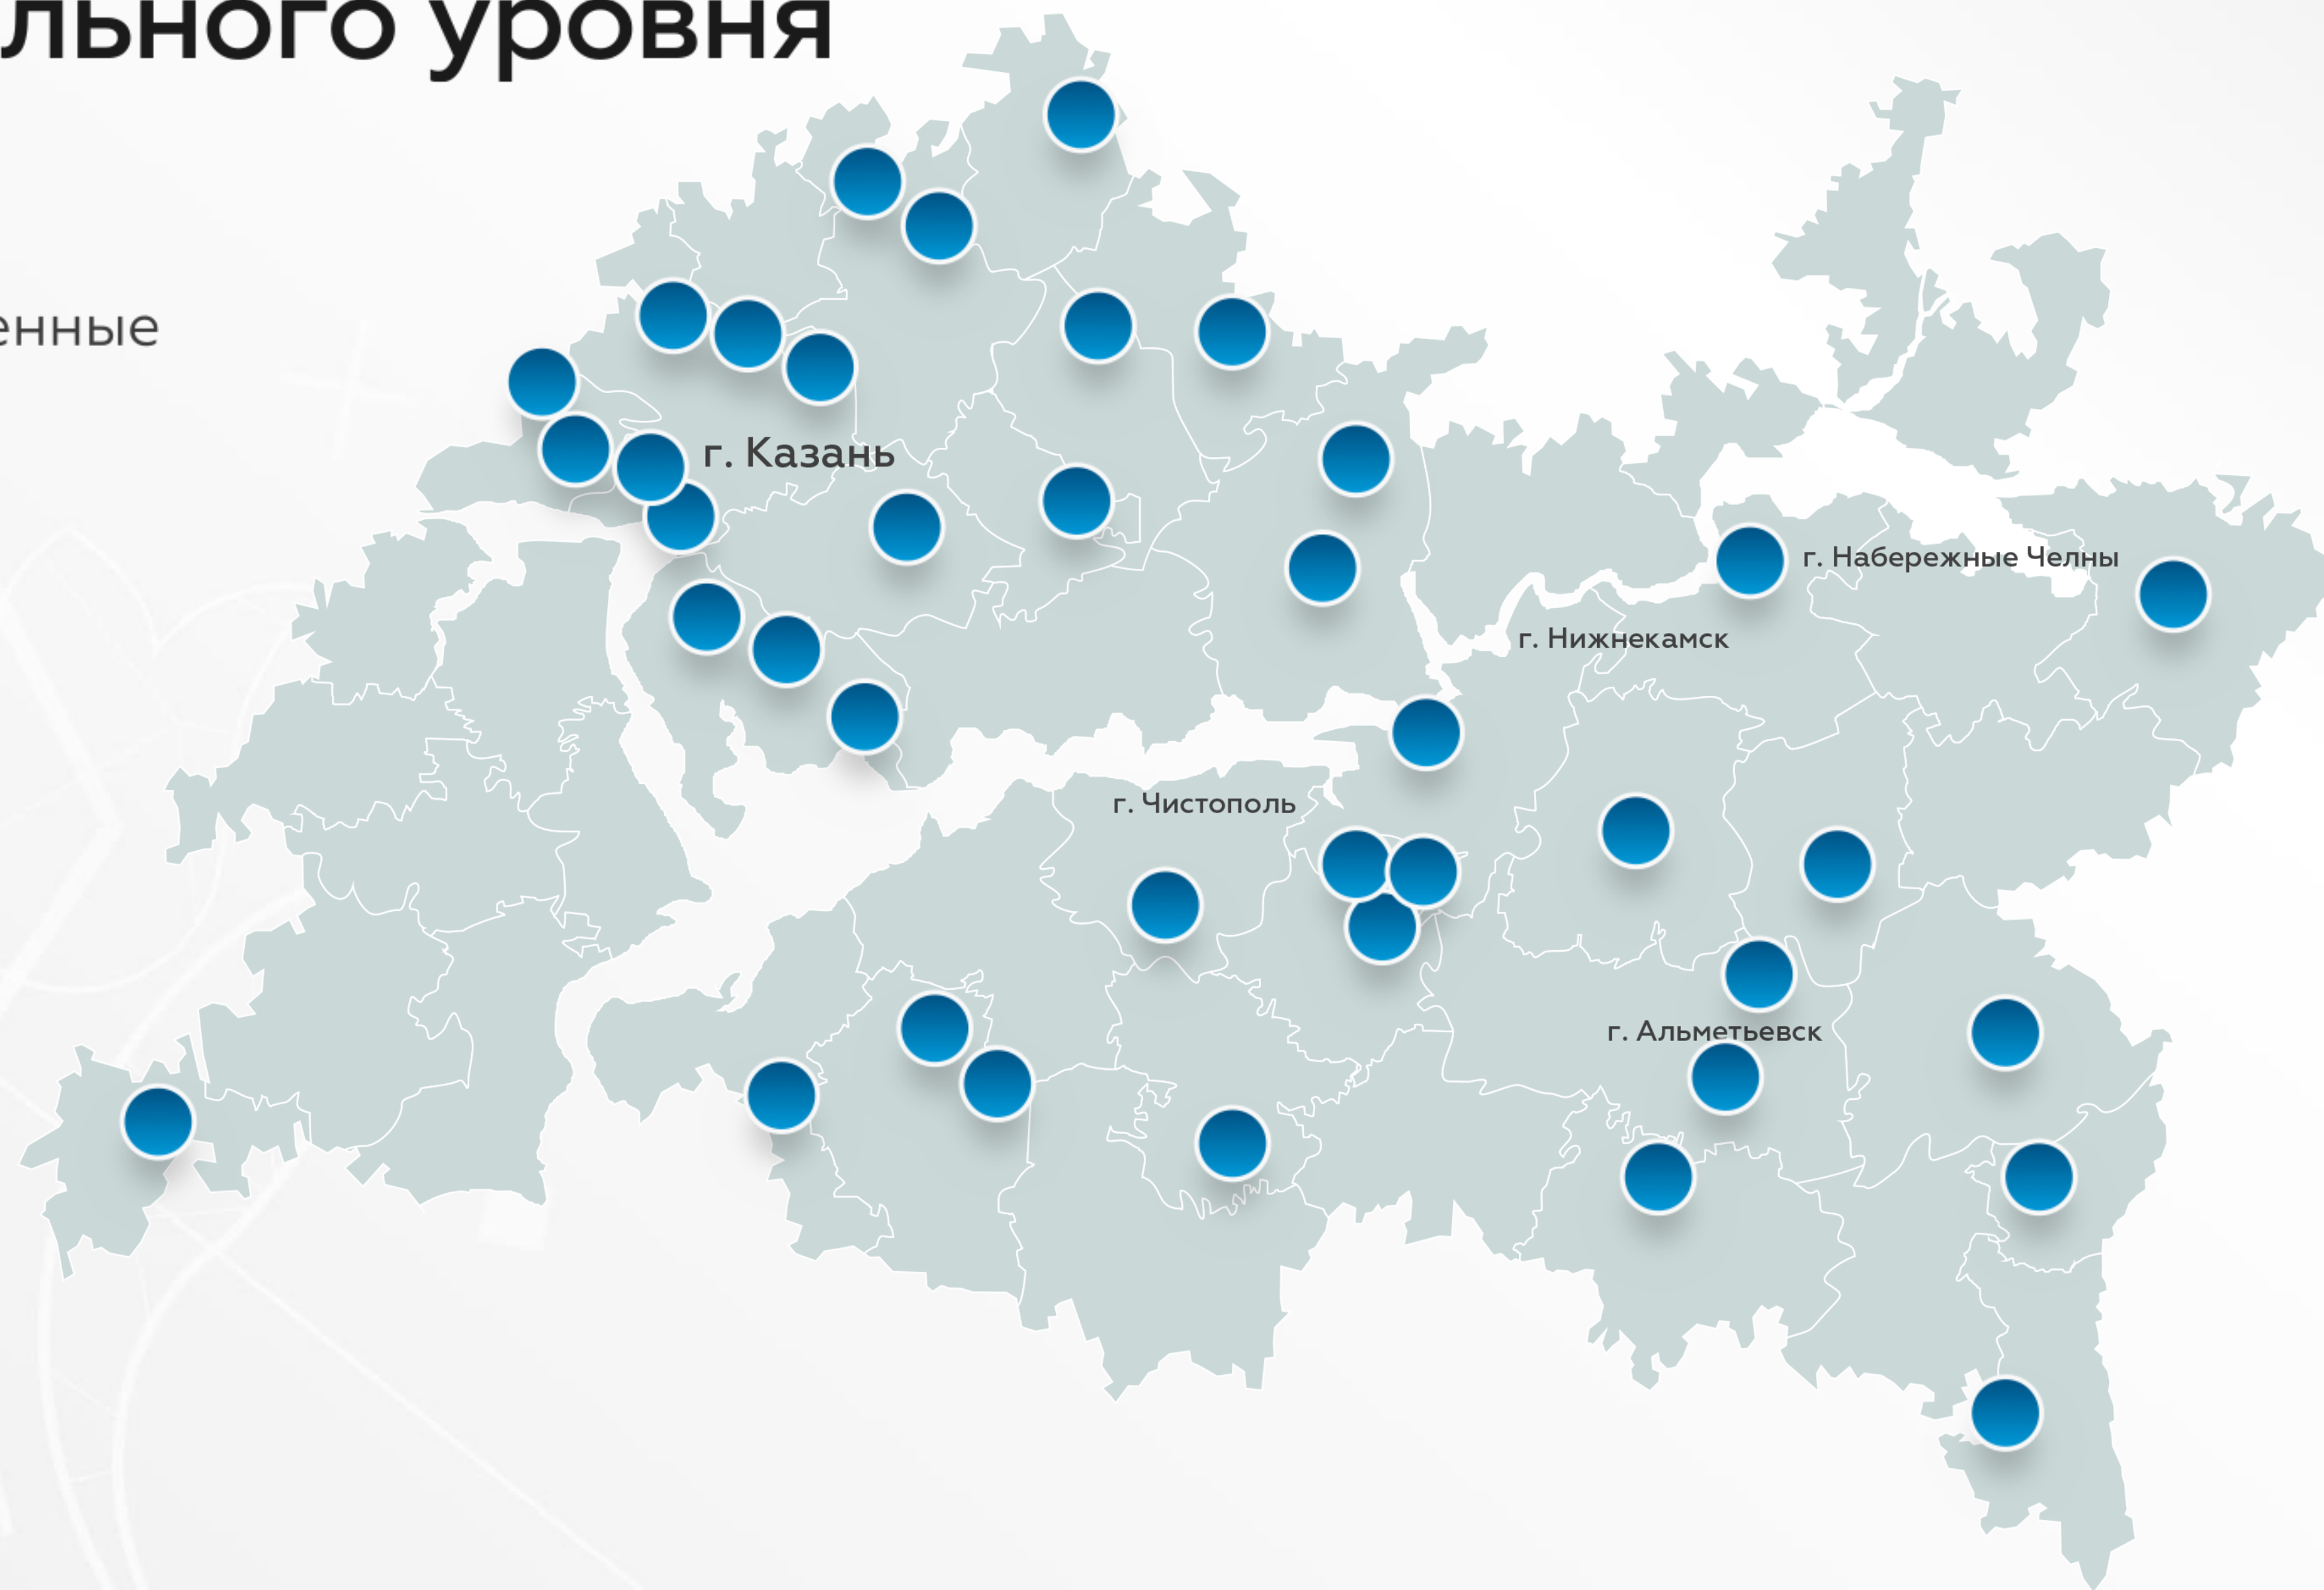 льного уровня
енные
г. Казань
г. Набережные Челны
г. Нижнекамск
г. Чистополь
г. Альметьевск